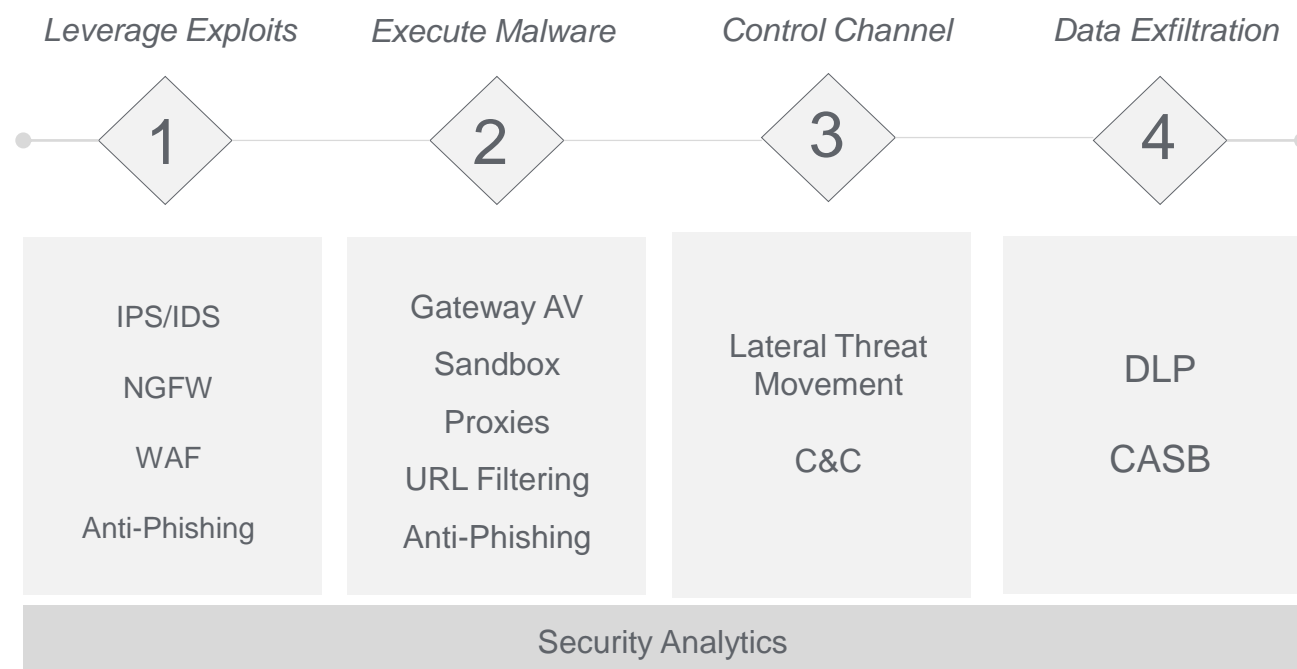 Leverage Exploits
Execute Malware
Control Channel
Data Exfiltration
1
2
3
4
IPS/IDS
NGFW
WAF
Anti-Phishing
Gateway AV
Sandbox
Proxies
URL Filtering
Anti-Phishing
Lateral Threat
Movement
C&C
DLP
CASB
Security Analytics